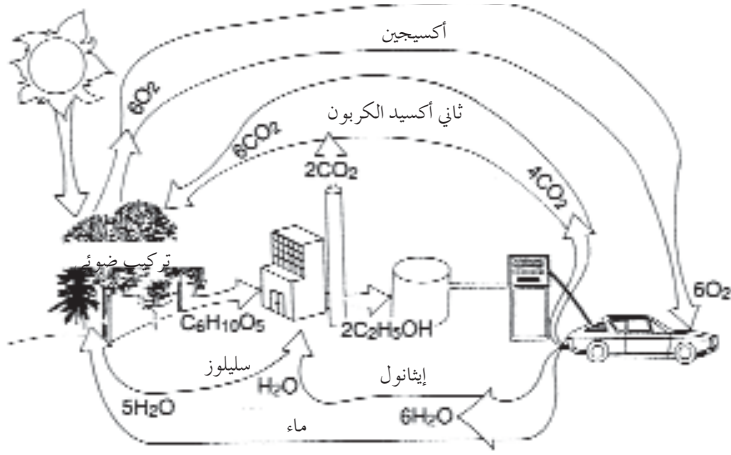 أكسيجين
6O2
ثاني أكسيد الكربون
6CO2
2CO2
4CO2
تركيب ضوئي
6O2
C6H10O5
2C2H5OH
سليلوز
إيثانول
H2O
5H2O
6H2O
ماء